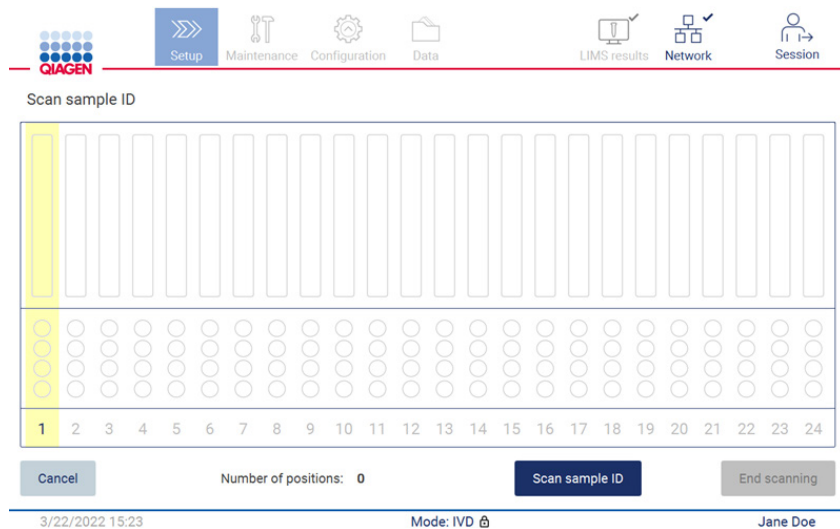 QIAGEN
Setup
Maintenance
Configuration
Data
LIMS results
Network
Session
Scan sample ID
1 2 3 4 5 6 7 8 9 10 11 12 13 14 15 16 17 18 19 20 21 22 23 24
Cancel
Number of positions: 0
Scan sample ID
End scanning
3/22/2022 15:23
Mode: IVD
Jane Doe